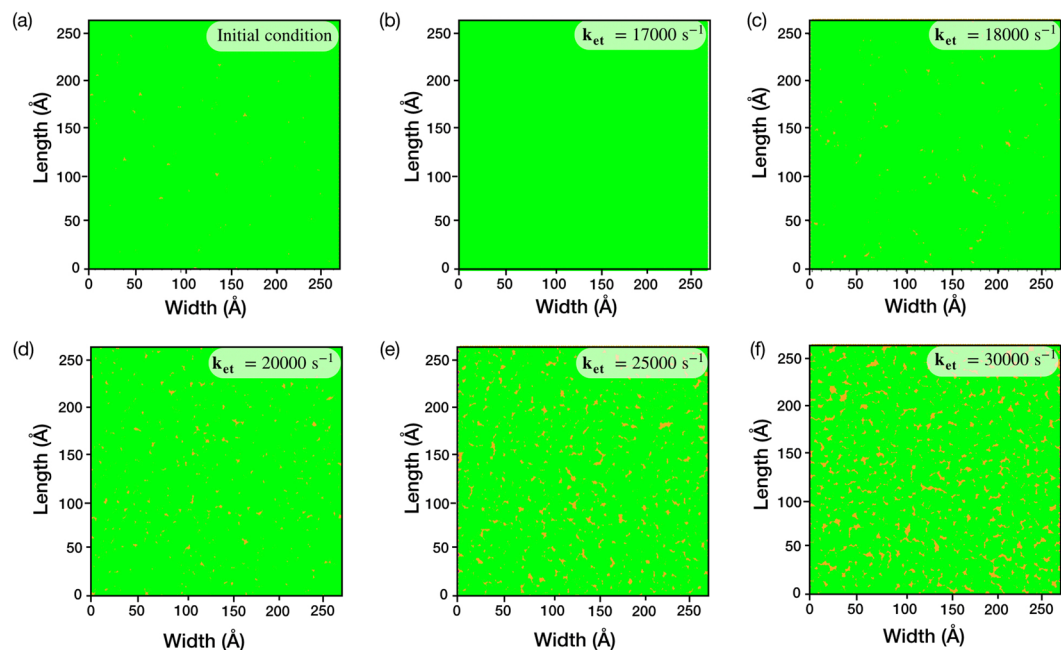 (a)
Initial condition
250
200
150
100
50
0
Length (Å)
0 50 100 150 200 250
Width (Å)
(b)
k_et = 17000 s⁻¹
250
200
150
100
50
0
Length (Å)
0 50 100 150 200 250
Width (Å)
(c)
k_et = 18000 s⁻¹
250
200
150
100
50
0
Length (Å)
0 50 100 150 200 250
Width (Å)
(d)
k_et = 20000 s⁻¹
250
200
150
100
50
0
Length (Å)
0 50 100 150 200 250
Width (Å)
(e)
k_et = 25000 s⁻¹
250
200
150
100
50
0
Length (Å)
0 50 100 150 200 250
Width (Å)
(f)
k_et = 30000 s⁻¹
250
200
150
100
50
0
Length (Å)
0 50 100 150 200 250
Width (Å)